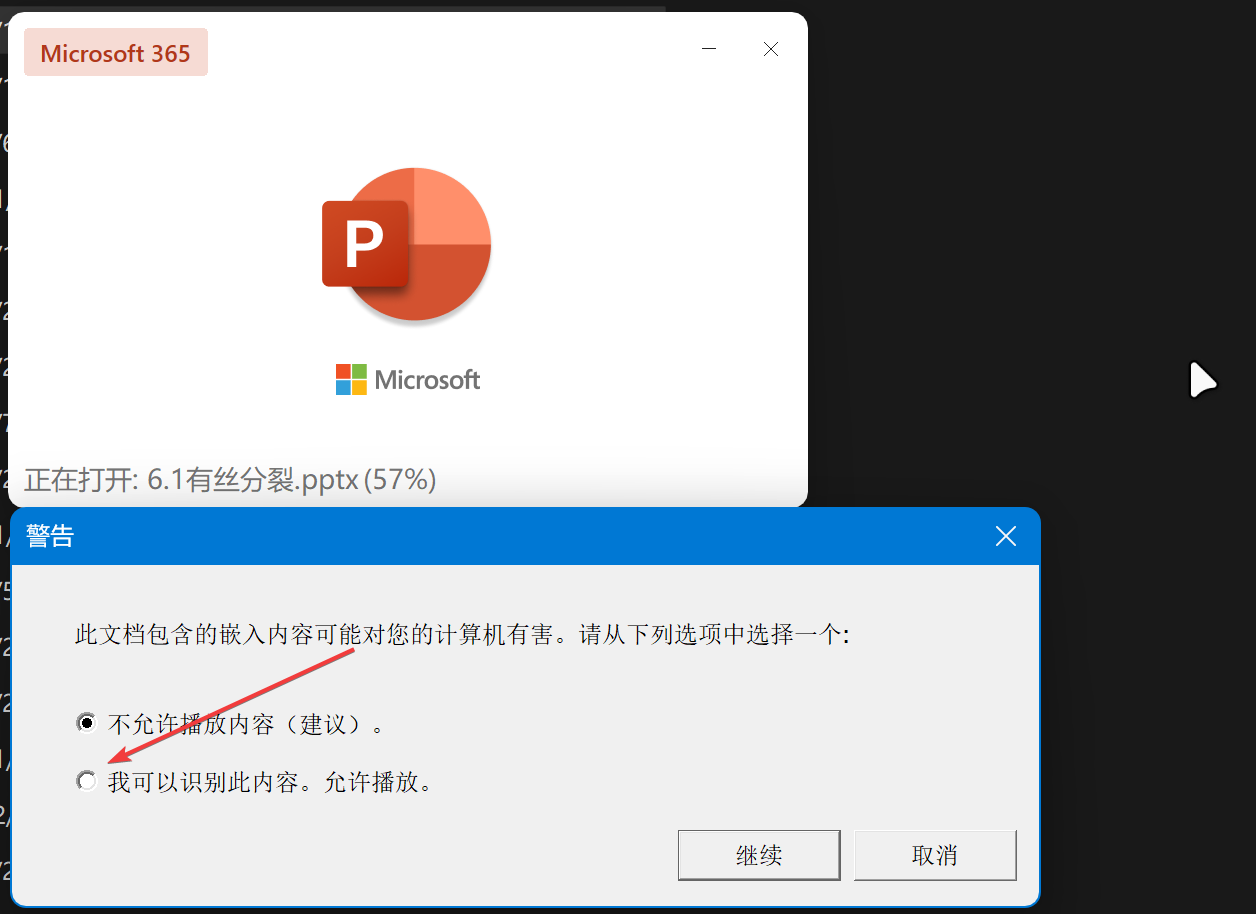 Microsoft 365
P
Microsoft
正在打开: 6.1有丝分裂.pptx (57%)
警告
此文档包含的嵌入内容可能对您的计算机有害。请从下列选项中选择一个:
不允许播放内容（建议）。
我可以识别此内容。允许播放。
继续
取消